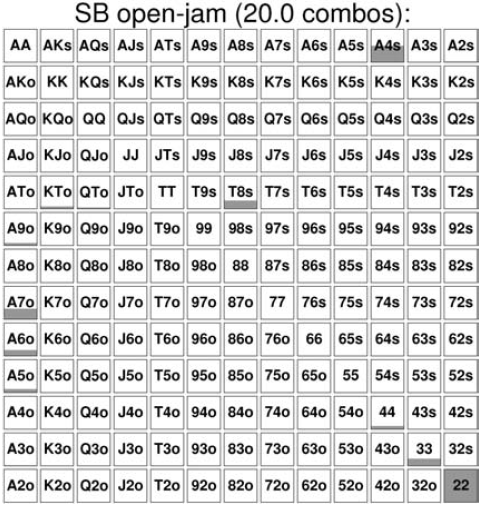 SB open-jam (20.0 combos):
AA AKs AQs AJs ATs A9s A8s A7s A6s A5s A4s A3s A2s
AKo KK KQs KJs KTs K9s K8s K7s K6s K5s K4s K3s K2s
AQo KQo QQ QJs QTs Q9s Q8s Q7s Q6s Q5s Q4s Q3s Q2s
AJo KJo QJo JJ JTs J9s J8s J7s J6s J5s J4s J3s J2s
ATo KTo QTo JTo TT T9s T8s T7s T6s T5s T4s T3s T2s
A9o K9o Q9o J9o T9o 99 98s 97s 96s 95s 94s 93s 92s
A8o K8o Q8o J8o T8o 98o 88 87s 86s 85s 84s 83s 82s
A7o K7o Q7o J7o T7o 97o 87o 77 76s 75s 74s 73s 72s
A6o K6o Q6o J6o T6o 96o 86o 76o 66 65s 64s 63s 62s
A5o K5o Q5o J5o T5o 95o 85o 75o 65o 55 54s 53s 52s
A4o K4o Q4o J4o T4o 94o 84o 74o 64o 54o 44 43s 42s
A3o K3o Q3o J3o T3o 93o 83o 73o 63o 53o 43o 33 32s
A2o K2o Q2o J2o T2o 92o 82o 72o 62o 52o 42o 32o 22